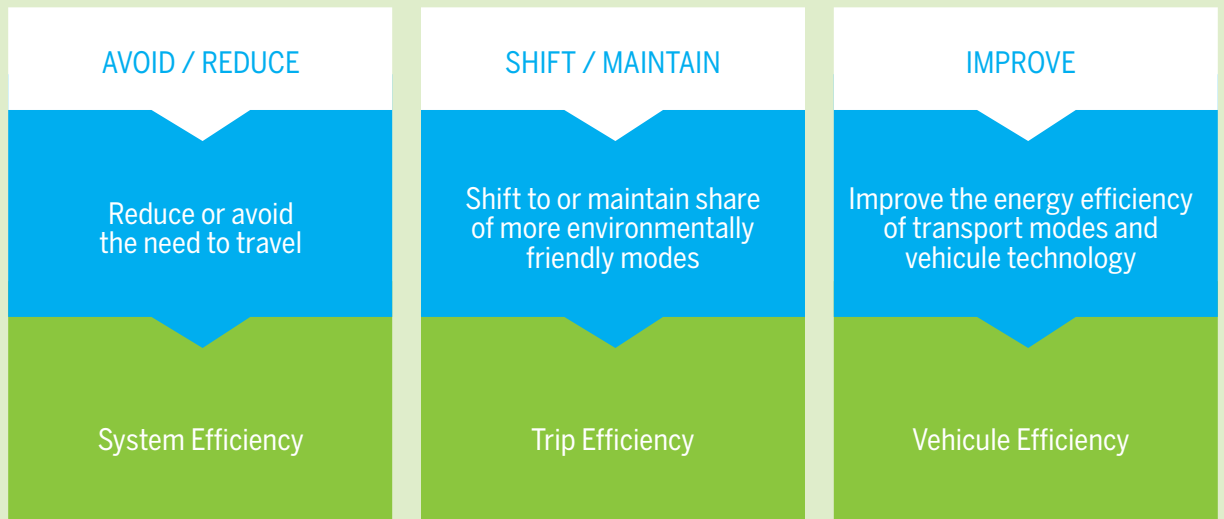 AVOID / REDUCE
Reduce or avoid
the need to travel
System Efficiency
SHIFT / MAINTAIN
Shift to or maintain share
of more environmentally
friendly modes
Trip Efficiency
IMPROVE
Improve the energy efficiency
of transport modes and
vehicule technology
Vehicule Efficiency